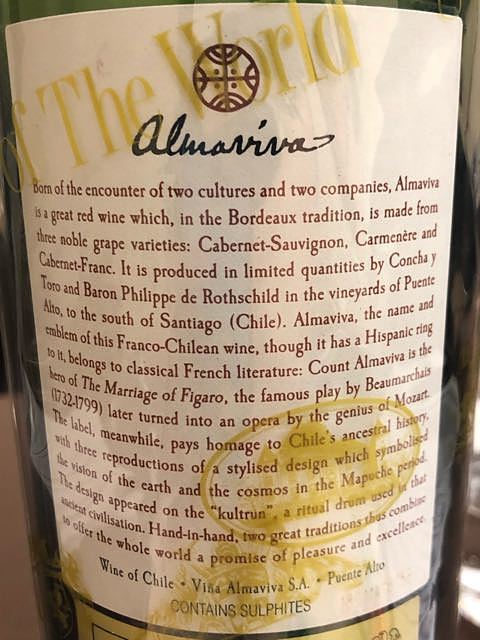 of The World
Almaviva
Born of the encounter of two cultures and two companies, Almaviva
is a great red wine which, in the Bordeaux tradition, is made from
three noble grape varieties: Cabernet-Sauvignon, Carmenère and
Cabernet-Franc. It is produced in limited quantities by Concha y
Toro and Baron Philippe de Rothschild in the vineyards of Puente
Alto, to the south of Santiago (Chile). Almaviva, the name and
emblem of this Franco-Chilean wine, though it has a Hispanic ring
to it, belongs to classical French literature: Count Almaviva is the
hero of The Marriage of Figaro, the famous play by Beaumarchais
(1732-1799) later turned into an opera by the genius of Mozart.
The label, meanwhile, pays homage to Chile's ancestral history,
with three reproductions of a stylised design which symbolised
the vision of the earth and the cosmos in the Mapuche period.
The design appeared on the "kultrun", a ritual drum used in that
ancient civilisation. Hand-in-hand, two great traditions thus combine
to offer the whole world a promise of pleasure and excellence.
Wine of Chile • Viña Almaviva S.A. • Puente Alto
CONTAINS SULPHITES